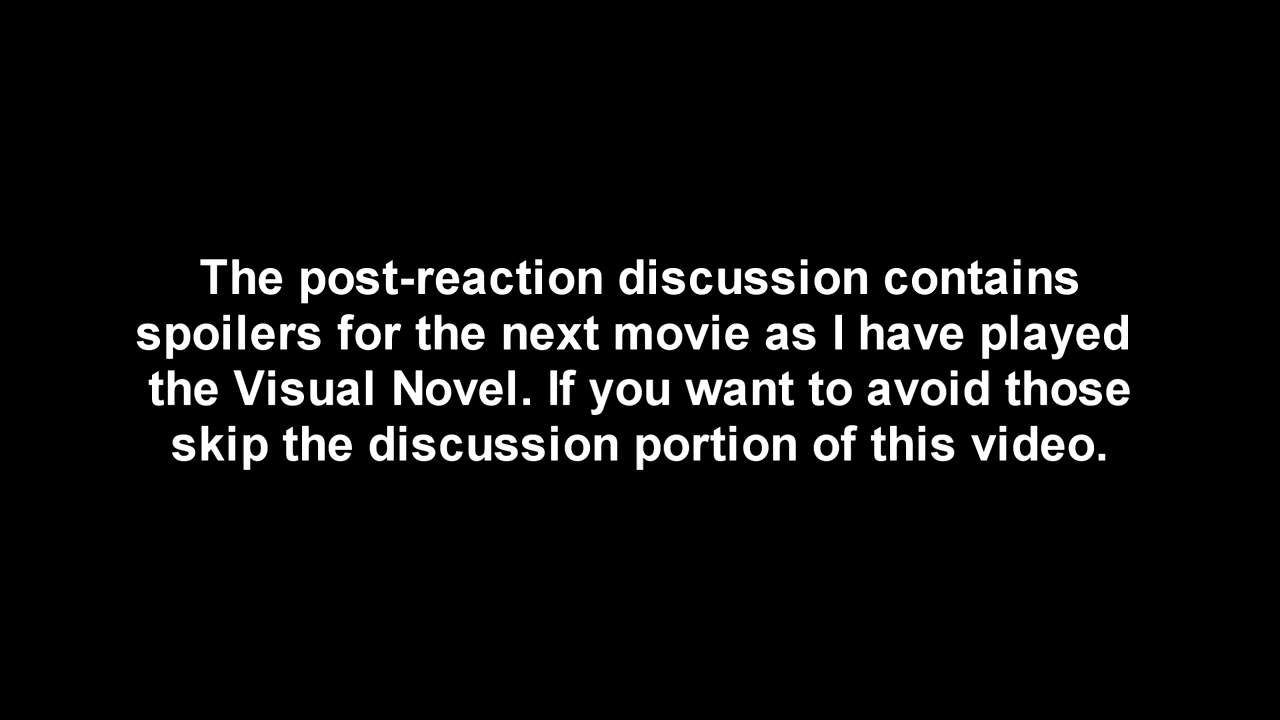 The post-reaction discussion contains
spoilers for the next movie as I have played
the Visual Novel. If you want to avoid those
skip the discussion portion of this video.